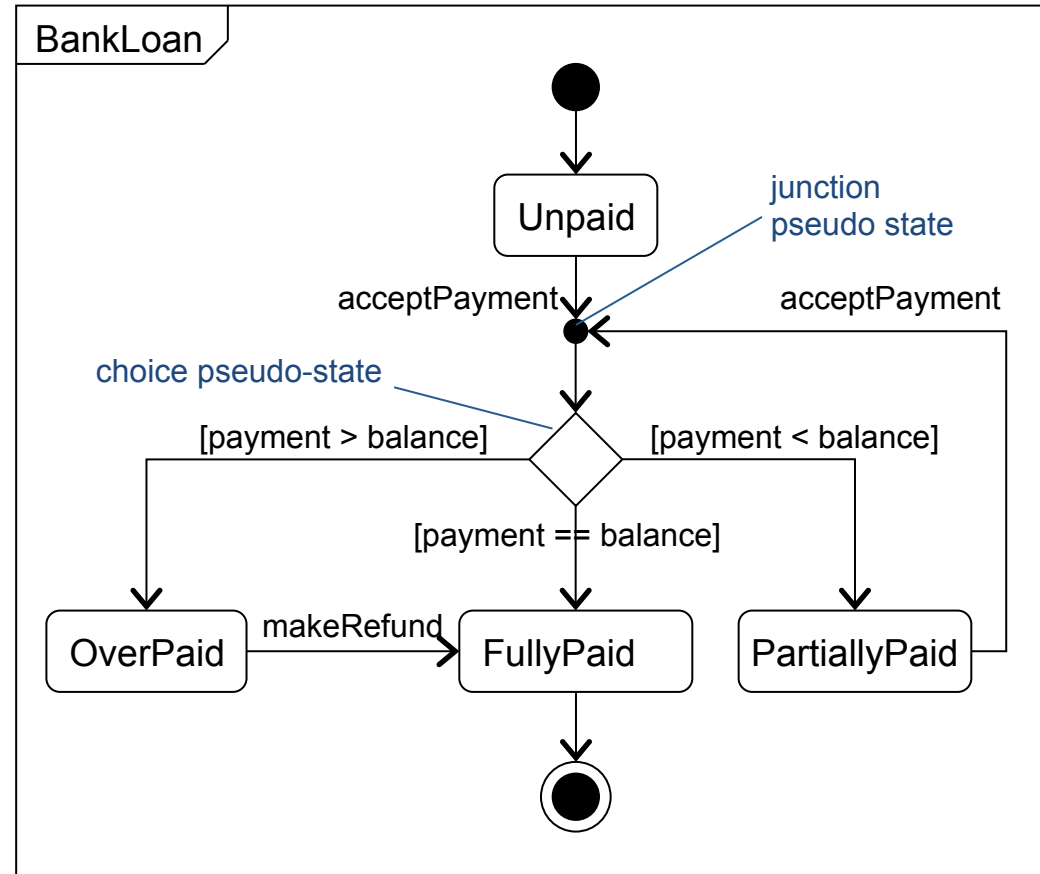 BankLoan
Unpaid
junction
pseudo state
acceptPayment
acceptPayment
choice pseudo-state
[payment > balance]
[payment < balance]
[payment == balance]
OverPaid
makeRefund
FullyPaid
PartiallyPaid